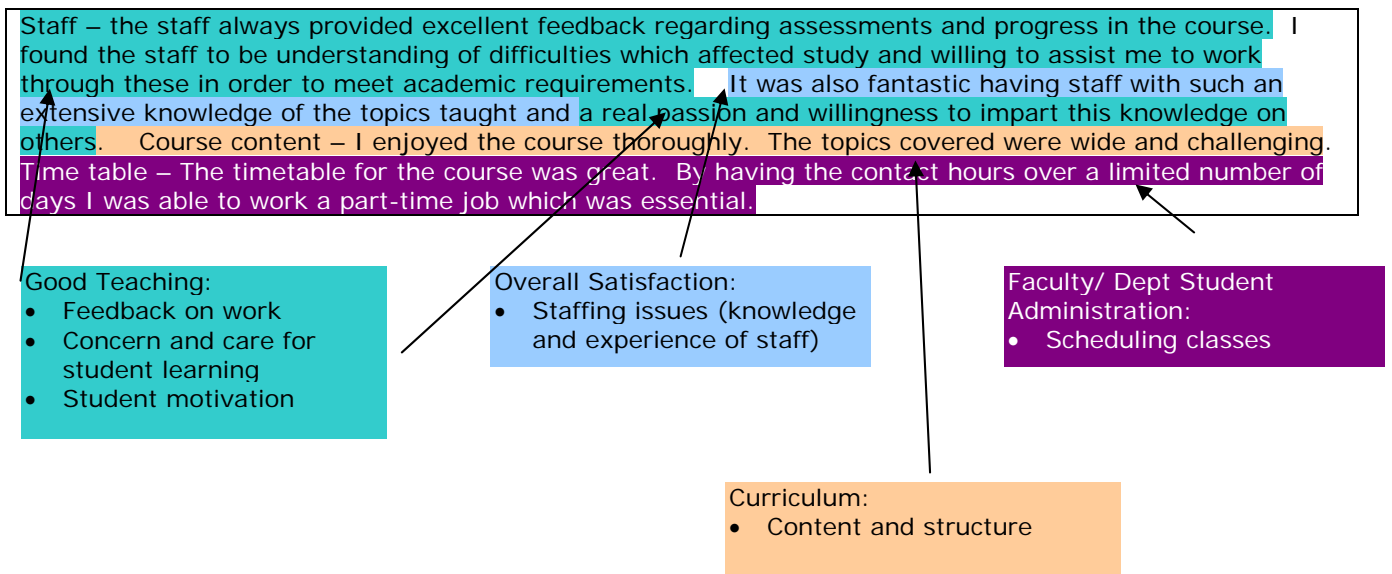 Staff – the staff always provided excellent feedback regarding assessments and progress in the course. I
found the staff to be understanding of difficulties which affected study and willing to assist me to work
through these in order to meet academic requirements. It was also fantastic having staff with such an
extensive knowledge of the topics taught and a real passion and willingness to impart this knowledge on
others. Course content – I enjoyed the course thoroughly. The topics covered were wide and challenging.
Time table – The timetable for the course was great. By having the contact hours over a limited number of
days I was able to work a part-time job which was essential.
Good Teaching:
• Feedback on work
• Concern and care for
student learning
• Student motivation
Overall Satisfaction:
• Staffing issues (knowledge
and experience of staff)
Faculty/ Dept Student
Administration:
• Scheduling classes
Curriculum:
• Content and structure